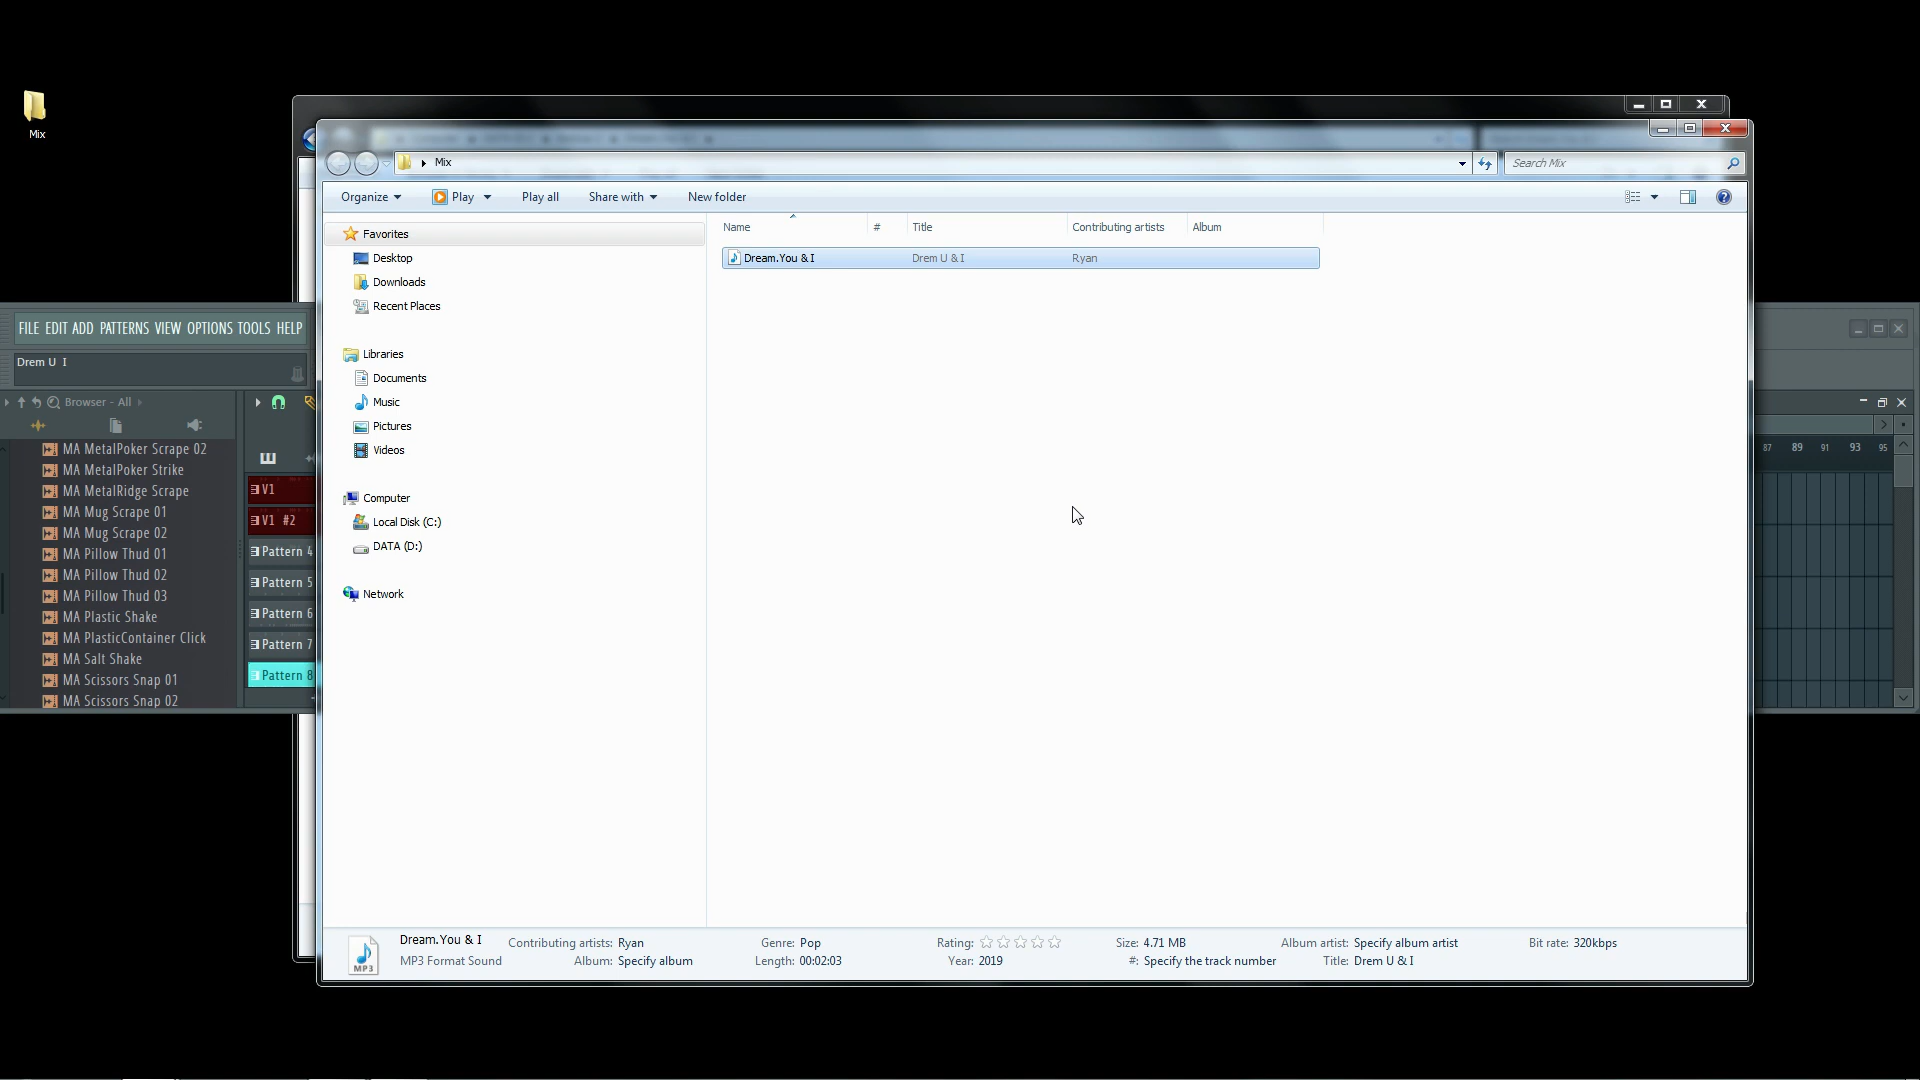 Mix
Mix
Search Mix
Organize
Play
Play all
Share with
New folder
Favorites
Desktop
Downloads
Recent Places
Libraries
Documents
Music
Pictures
Videos
Computer
Local Disk (C:)
DATA (D:)
Network
Name
#
Title
Contributing artists
Album
Dream.You & I
Drem U & I
Ryan
FILE EDIT ADD PATTERNS VIEW OPTIONS TOOLS HELP
Drem U I
Browser - All
MA MetalPoker Scrape 02
MA MetalPoker Strike
MA MetalRidge Scrape
MA Mug Scrape 01
MA Mug Scrape 02
MA Pillow Thud 01
MA Pillow Thud 02
MA Pillow Thud 03
MA Plastic Shake
MA PlasticContainer Click
MA Salt Shake
MA Scissors Snap 01
MA Scissors Snap 02
V1
V1 #2
Pattern 4
Pattern 5
Pattern 6
Pattern 7
Pattern 8
87 89 91 93 95
MP3
Dream.You & I
MP3 Format Sound
Contributing artists: Ryan
Album: Specify album
Genre: Pop
Length: 00:02:03
Rating:
Year: 2019
Size: 4.71 MB
#: Specify the track number
Album artist: Specify album artist
Title: Drem U & I
Bit rate: 320kbps